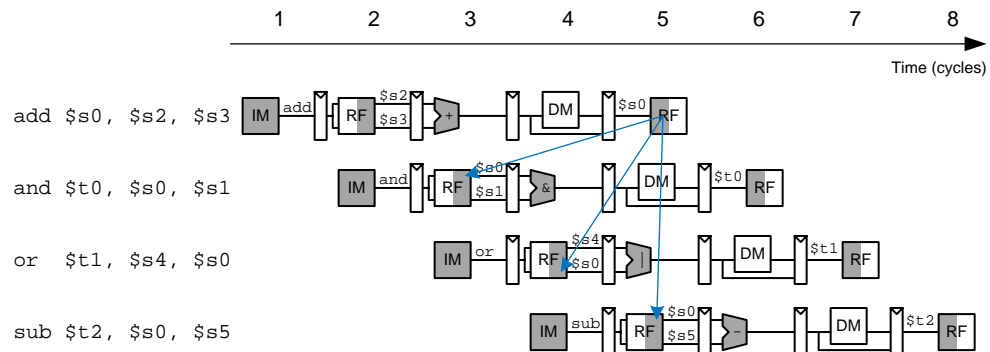 1 2 3 4 5 6 7 8
Time (cycles)
add $s0, $s2, $s3 IM add RF $s2 $s3 + DM $s0 RF
and $t0, $s0, $s1 IM and RF $s0 $s1 & DM $t0 RF
or $t1, $s4, $s0 IM or RF $s4 $s0 | DM $t1 RF
sub $t2, $s0, $s5 IM sub RF $s0 $s5 - DM $t2 RF